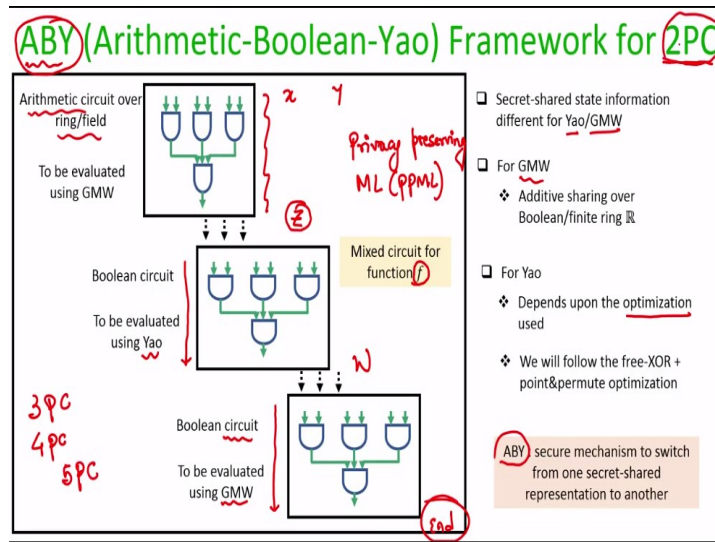 ABY (Arithmetic-Boolean-Yao) Framework for 2PC
Arithmetic circuit over
ring/field
To be evaluated
using GMW
x y
Privacy preserving
ML (PPML)
z
Boolean circuit
To be evaluated
using Yao
Mixed circuit for
function f
W
3PC
4PC
5PC
Boolean circuit
To be evaluated
using GMW
End
Secret-shared state information
different for Yao/GMW
For GMW
Additive sharing over
Boolean/finite ring ℝ
For Yao
Depends upon the optimization
used
We will follow the free-XOR +
point&permute optimization
ABY: secure mechanism to switch
from one secret-shared
representation to another